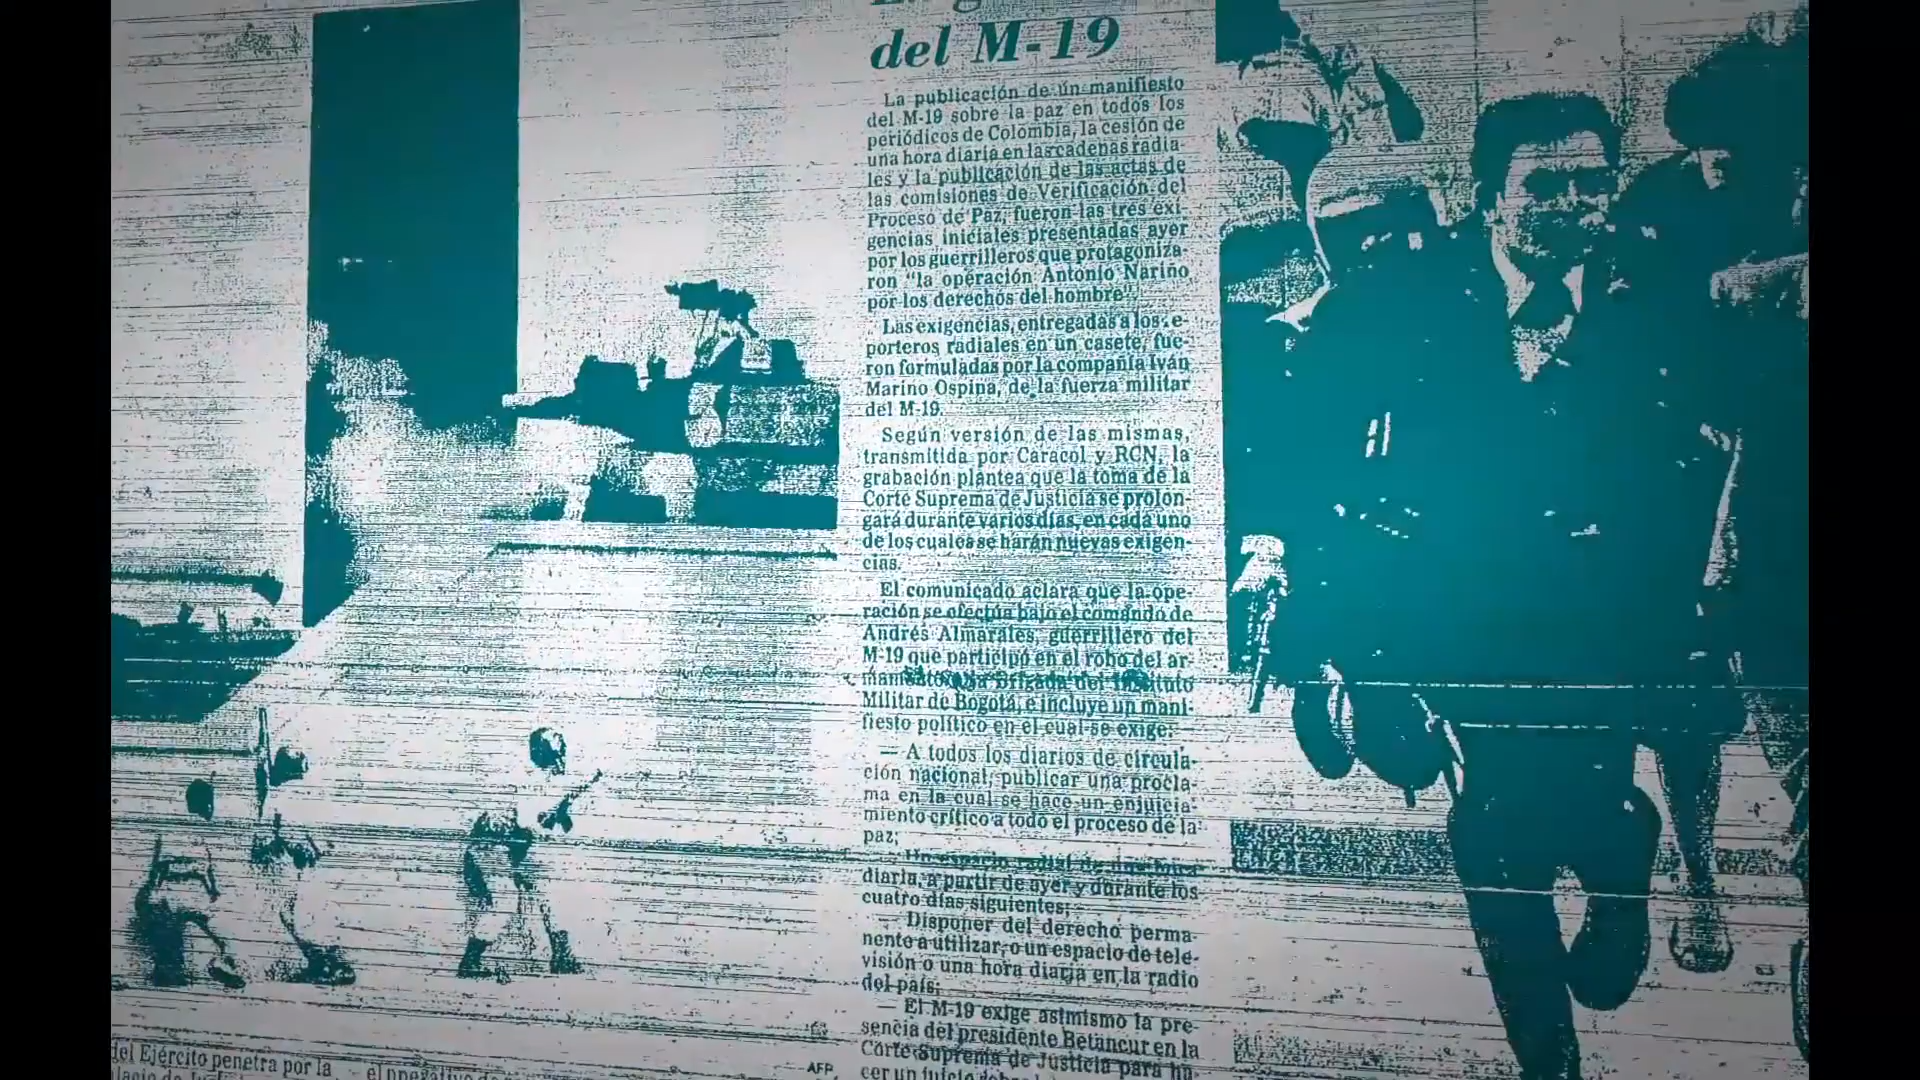 del M-19
La publicación de un manifiesto
del M-19 sobre la paz en todos los
periódicos de Colombia, la cesión de
una hora diaria en las cadenas radia-
les y la publicación de las actas de
las comisiones de Verificación del
Proceso de Paz, fueron las tres exi-
gencias iniciales presentadas ayer
por los guerrilleros que protagoniza-
ron "la operación Antonio Nariño
por los derechos del hombre".
Las exigencias, entregadas a los re-
porteros radiales en un casete, fue-
ron formuladas por la compañía Iván
Marino Ospina, de la fuerza militar
del M-19.
Según versión de las mismas,
transmitida por Caracol y RCN, la
grabación plantea que la toma de la
Corte Suprema de Justicia se prolon-
gará durante varios días, en cada uno
de los cuales se harán nuevas exigen-
cias.
El comunicado aclara que la ope-
ración se efectúa bajo el comando de
Andrés Almarales, guerrillero del
M-19 que participó en el robo del ar-
Brigada del Instituto
Militar de Bogotá, e incluye un mani-
fiesto político en el cual se exige:
— A todos los diarios de circula-
ción nacional, publicar una procla-
ma en la cual se hace un enjuicia-
miento crítico a todo el proceso de la
paz;
Un espacio radial de
diaria, a partir de ayer y durante los
cuatro días siguientes;
— Disponer del derecho perma-
nente a utilizar, o un espacio de tele-
visión o una hora diaria en la radio
del país;
— El M-19 exige asimismo la pre-
sencia del presidente Betancur en la
Corte Suprema de Justicia para ha-
cer un juicio
AFP
del Ejército penetra por la